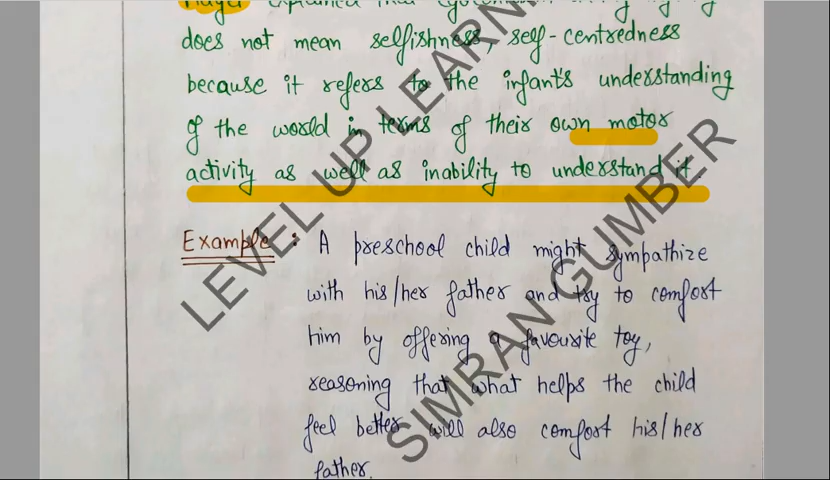 does not mean selfishness, self-centredness
because it refers to the infant's understanding
of the world in terms of their own motor
activity as well as inability to understand it.
Example : A preschool child might sympathize
with his/her father and try to comfort
him by offering a favourite toy,
reasoning that what helps the child
feel better will also comfort his/her
father.
LEVEL UP LEARN
SIMRAN GUMBER